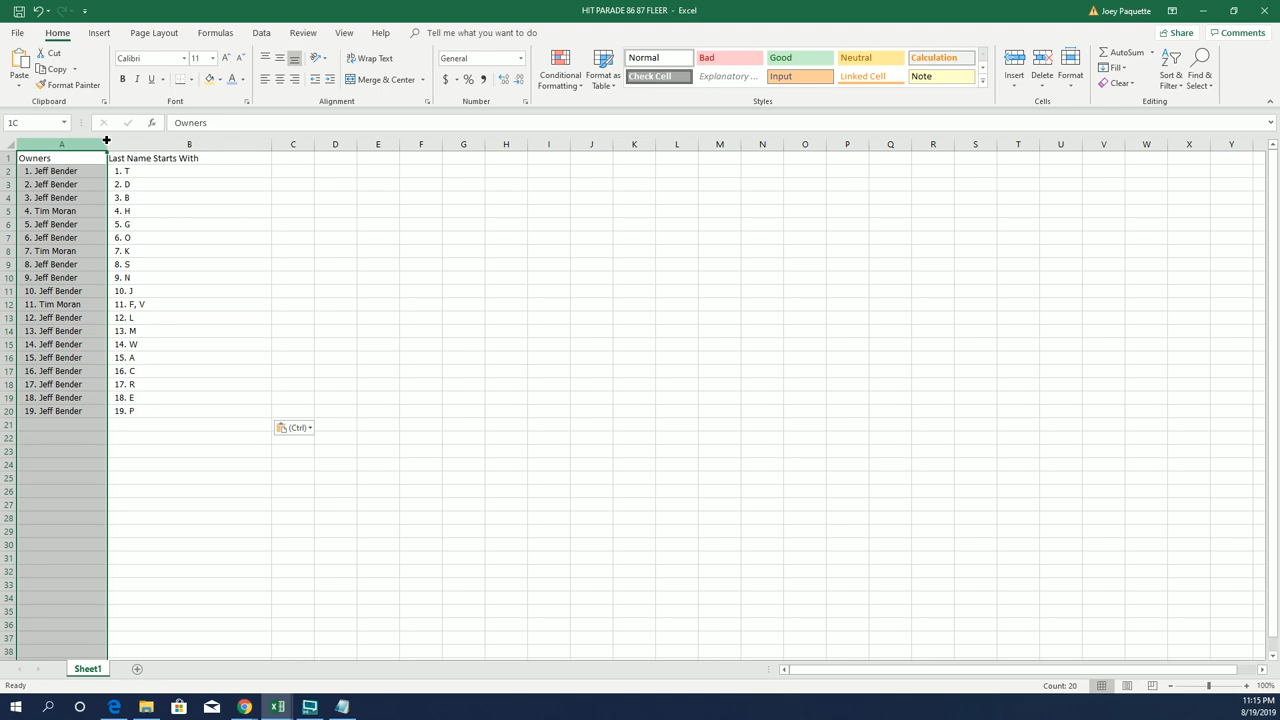 HIT PARADE 86 87 FLEER - Excel
Joey Paquette
File Home Insert Page Layout Formulas Data Review View Help Tell me what you want to do Share Comments
Paste Cut Copy Format Painter Clipboard
Calibri 11 B I U A A A Font
Wrap Text Merge & Center Alignment
General $ % , Number
Conditional Formatting Format as Table
Normal Bad Good Neutral Calculation
Check Cell Explanatory ... Input Linked Cell Note
Styles
Insert Delete Format Cells
AutoSum Fill Clear Sort & Filter Find & Select Editing
1C fx Owners
A B C D E F G H I J K L M N O P Q R S T U V W X Y
1 Owners Last Name Starts With
2 1. Jeff Bender 1. T
3 2. Jeff Bender 2. D
4 3. Jeff Bender 3. B
5 4. Tim Moran 4. H
6 5. Jeff Bender 5. G
7 6. Jeff Bender 6. O
8 7. Tim Moran 7. K
9 8. Jeff Bender 8. S
10 9. Jeff Bender 9. N
11 10. Jeff Bender 10. J
12 11. Tim Moran 11. F, V
13 12. Jeff Bender 12. L
14 13. Jeff Bender 13. M
15 14. Jeff Bender 14. W
16 15. Jeff Bender 15. A
17 16. Jeff Bender 16. C
18 17. Jeff Bender 17. R
19 18. Jeff Bender 18. E
20 19. Jeff Bender 19. P
21 (Ctrl)
22
23
24
25
26
27
28
29
30
31
32
33
34
35
36
37
38
Sheet1
Ready Count: 20 100%
11:15 PM
8/19/2019